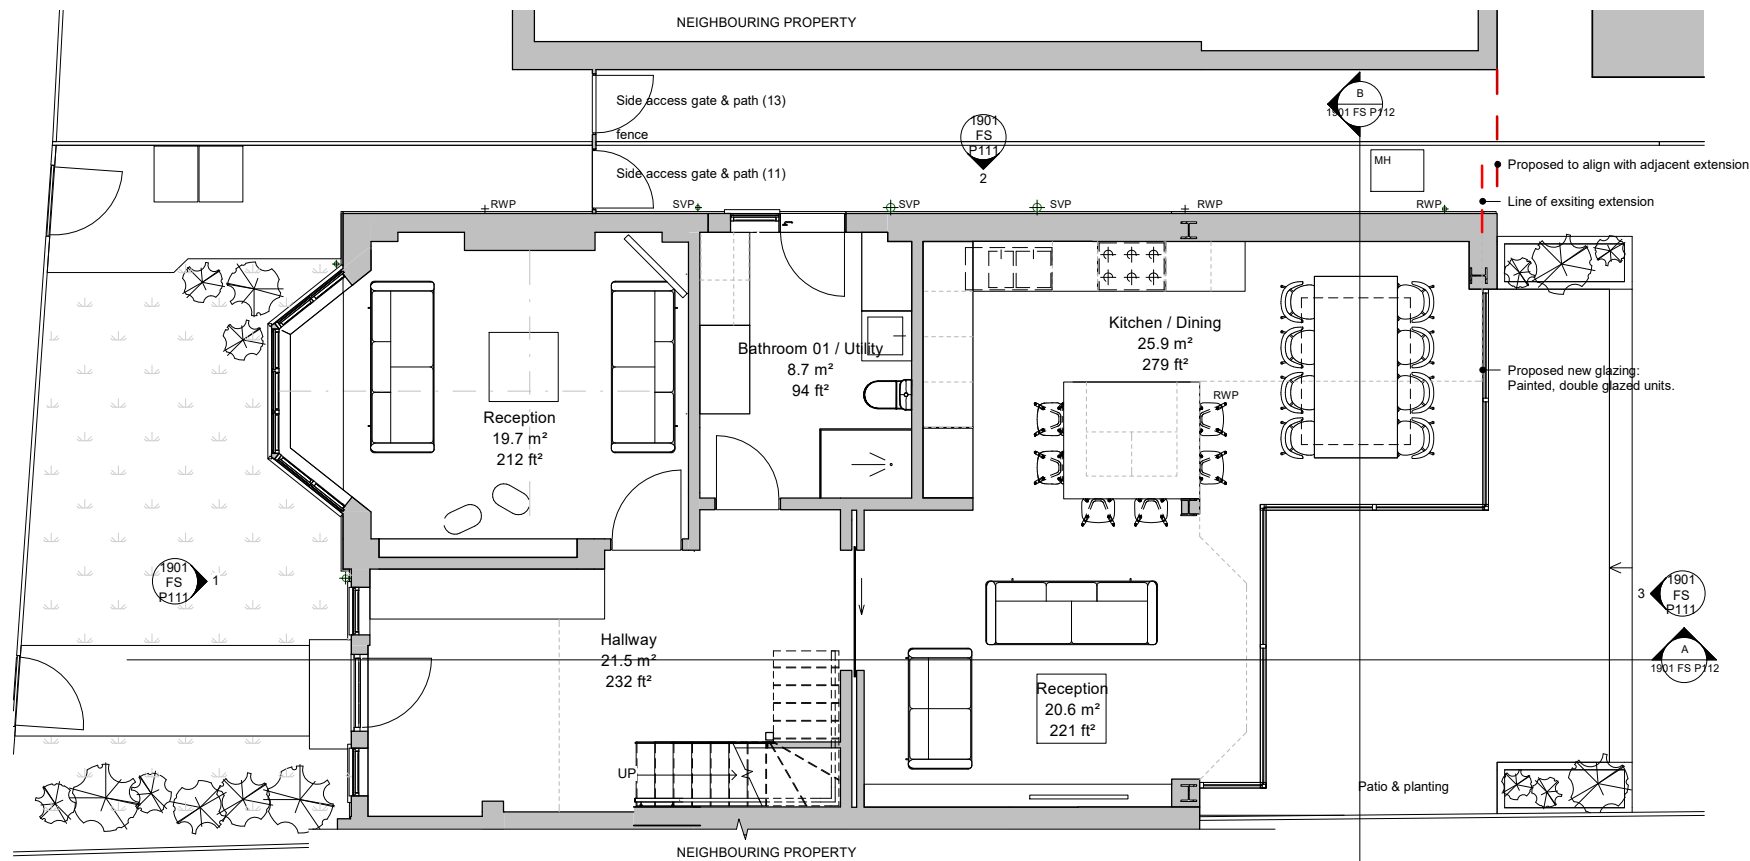 NEIGHBOURING PROPERTY
Side access gate & path (13)
fence
Side access gate & path (11)
1901
FS
P111
2
B
1901 FS P112
MH
Proposed to align with adjacent extension
Line of exsiting extension
RWP
SVP
SVP
SVP
RWP
RWP
Kitchen / Dining
25.9 m²
279 ft²
Bathroom 01 / Utility
8.7 m²
94 ft²
Proposed new glazing:
Painted, double glazed units.
RWP
Reception
19.7 m²
212 ft²
1901
FS
P111
1
1901
FS
P111
3
Hallway
21.5 m²
232 ft²
A
1901 FS P112
Reception
20.6 m²
221 ft²
UP
Patio & planting
NEIGHBOURING PROPERTY